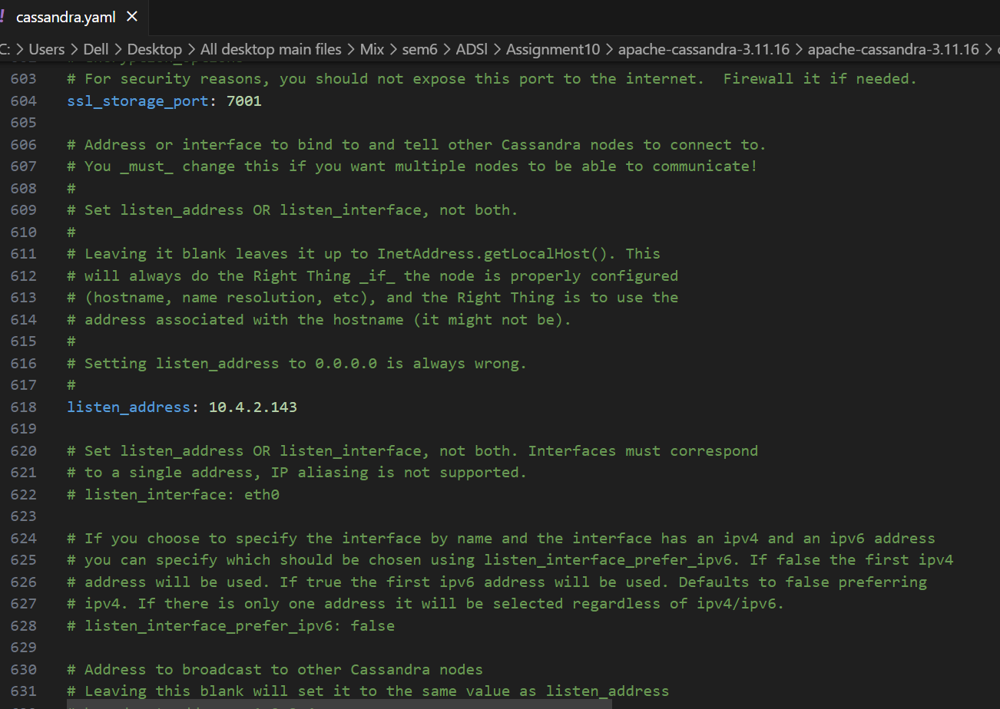 ! cassandra.yaml ✕
C: > Users > Dell > Desktop > All desktop main files > Mix > sem6 > ADSl > Assignment10 > apache-cassandra-3.11.16 > apache-cassandra-3.11.16 >
603 # For security reasons, you should not expose this port to the internet.  Firewall it if needed.
604 ssl_storage_port: 7001
605
606 # Address or interface to bind to and tell other Cassandra nodes to connect to.
607 # You _must_ change this if you want multiple nodes to be able to communicate!
608 #
609 # Set listen_address OR listen_interface, not both.
610 #
611 # Leaving it blank leaves it up to InetAddress.getLocalHost(). This
612 # will always do the Right Thing _if_ the node is properly configured
613 # (hostname, name resolution, etc), and the Right Thing is to use the
614 # address associated with the hostname (it might not be).
615 #
616 # Setting listen_address to 0.0.0.0 is always wrong.
617 #
618 listen_address: 10.4.2.143
619
620 # Set listen_address OR listen_interface, not both. Interfaces must correspond
621 # to a single address, IP aliasing is not supported.
622 # listen_interface: eth0
623
624 # If you choose to specify the interface by name and the interface has an ipv4 and an ipv6 address
625 # you can specify which should be chosen using listen_interface_prefer_ipv6. If false the first ipv4
626 # address will be used. If true the first ipv6 address will be used. Defaults to false preferring
627 # ipv4. If there is only one address it will be selected regardless of ipv4/ipv6.
628 # listen_interface_prefer_ipv6: false
629
630 # Address to broadcast to other Cassandra nodes
631 # Leaving this blank will set it to the same value as listen_address